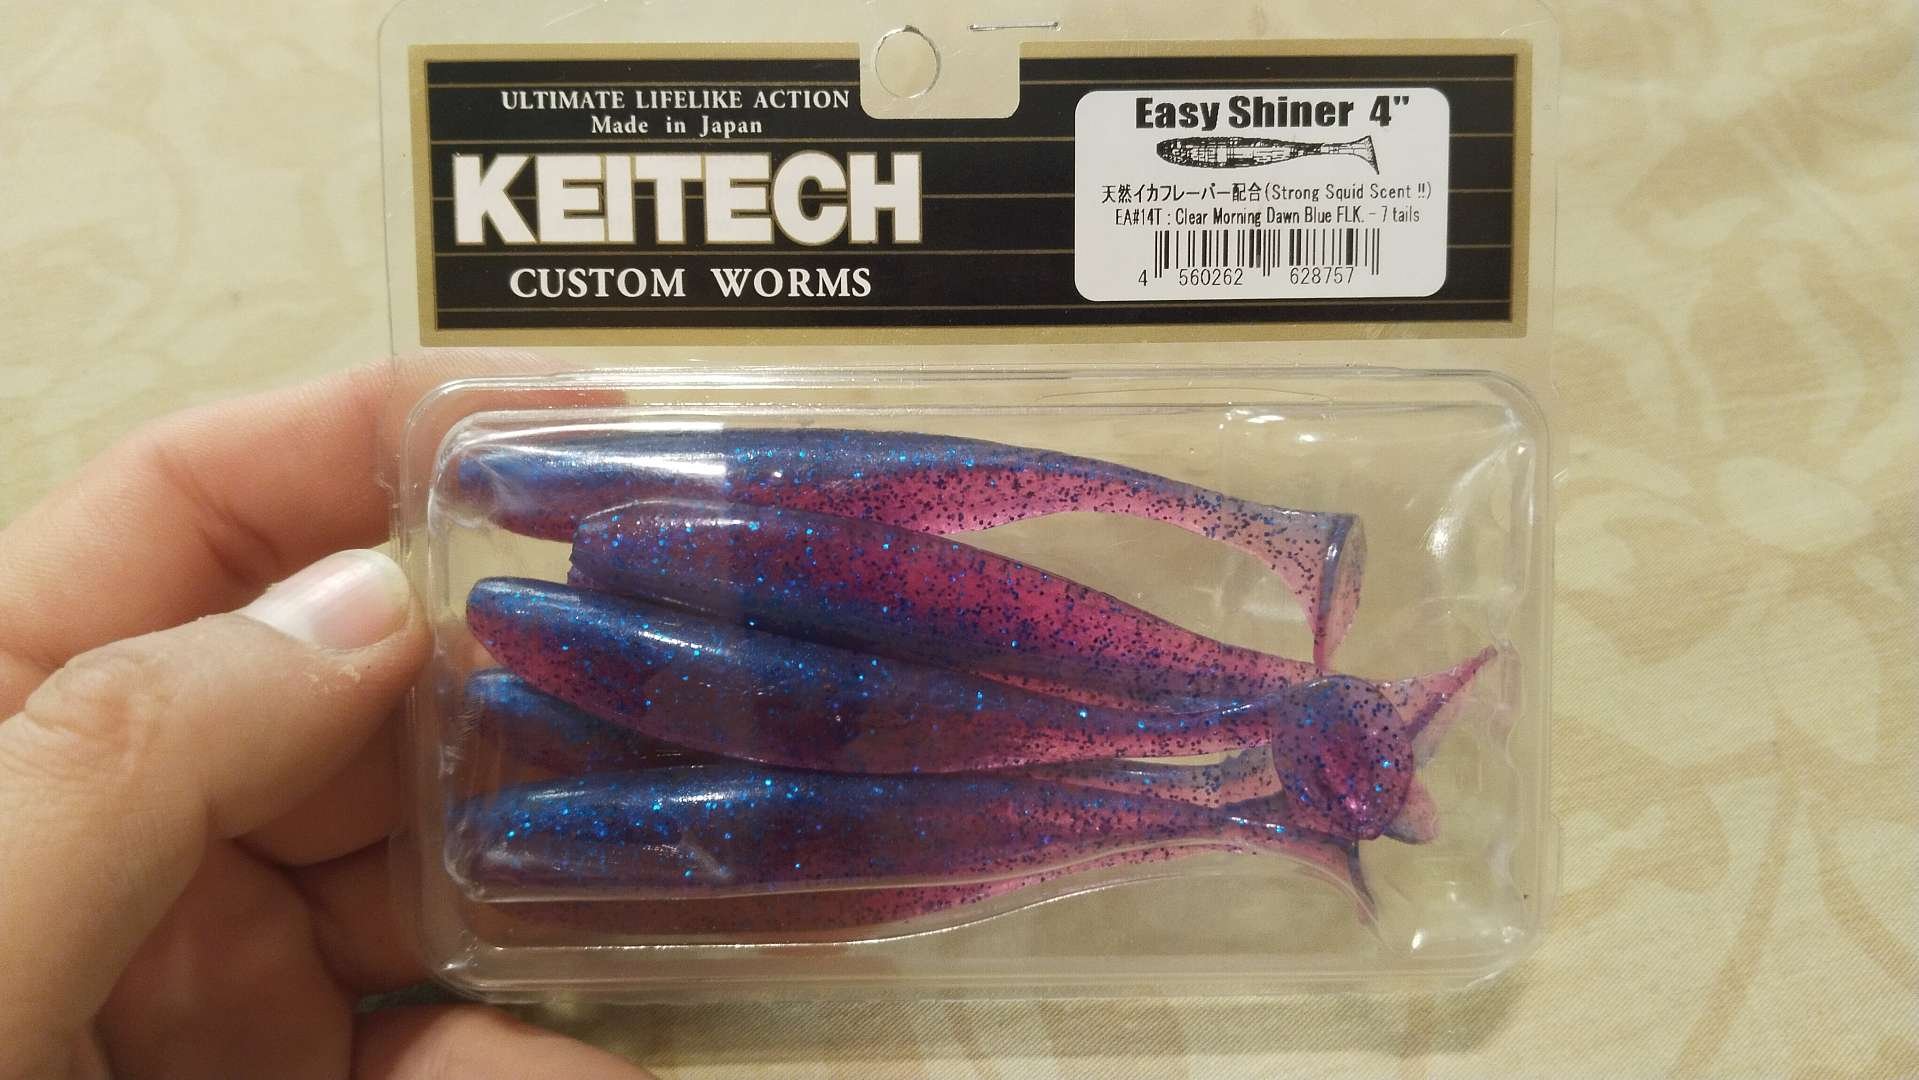 ULTIMATE LIFELIKE ACTION
Made in Japan
KEITECH
CUSTOM WORMS
Easy Shiner 4"
天然イカフレーバー配合(Strong Squid Scent !!)
EA#14T : Clear Morning Dawn Blue FLK. - 7 tails
4 560262 628757